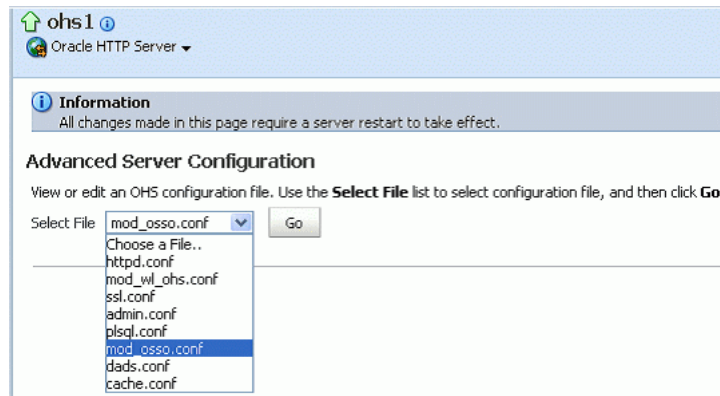 ohs1
Oracle HTTP Server
Information
All changes made in this page require a server restart to take effect.
Advanced Server Configuration
View or edit an OHS configuration file. Use the Select File list to select configuration file, and then click Go
Select File mod_osso.conf Go
Choose a File..
httpd.conf
mod_wl_ohs.conf
ssl.conf
admin.conf
plsql.conf
mod_osso.conf
dads.conf
cache.conf